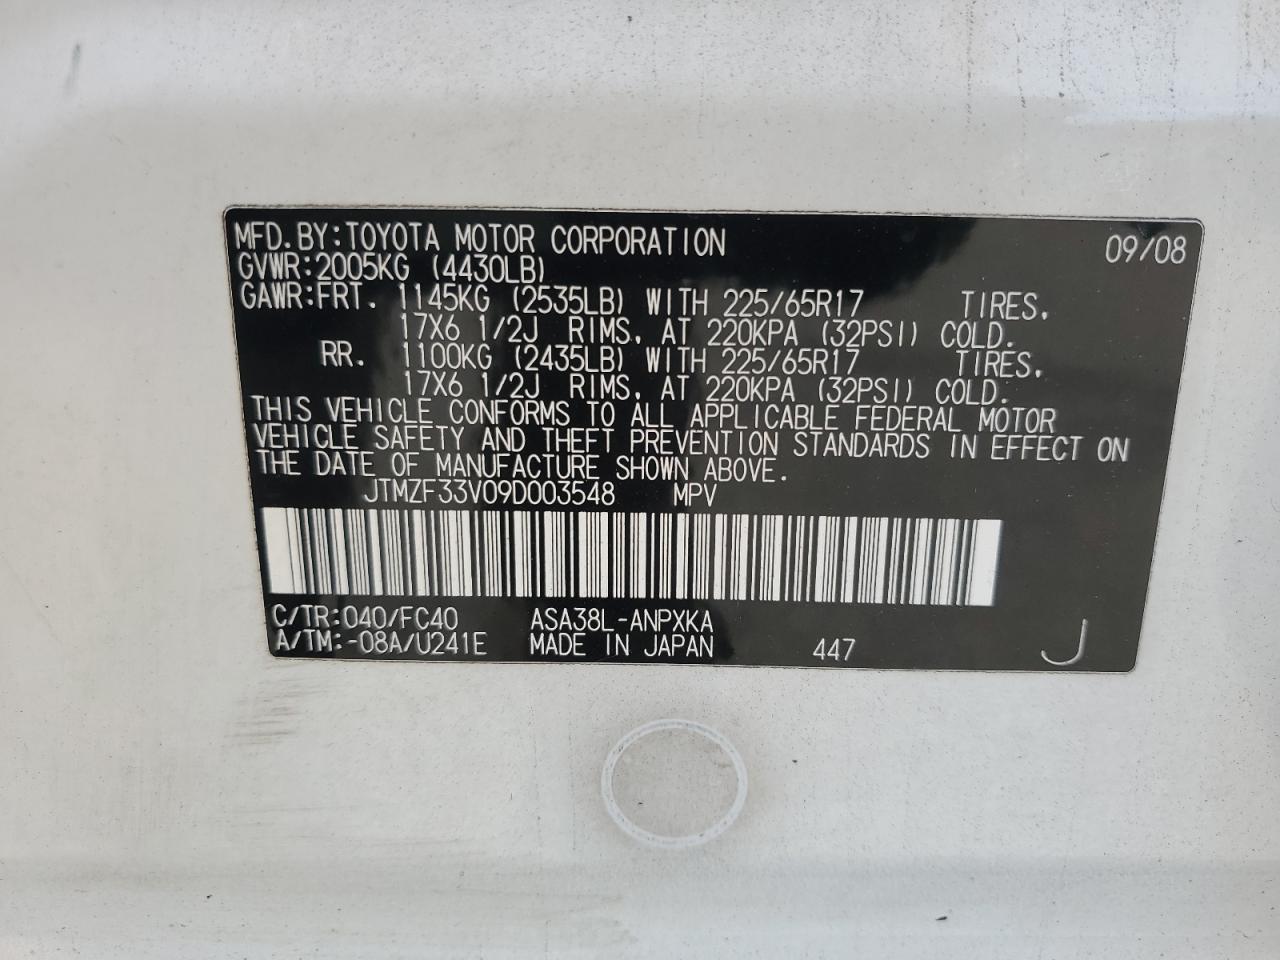 MFD.BY:TOYOTA MOTOR CORPORATION 09/08
GVWR:2005KG (4430LB)
GAWR:FRT. 1145KG (2535LB) WITH 225/65R17 TIRES,
17X6 1/2J RIMS, AT 220KPA (32PSI) COLD.
RR. 1100KG (2435LB) WITH 225/65R17 TIRES,
17X6 1/2J RIMS, AT 220KPA (32PSI) COLD.
THIS VEHICLE CONFORMS TO ALL APPLICABLE FEDERAL MOTOR
VEHICLE SAFETY AND THEFT PREVENTION STANDARDS IN EFFECT ON
THE DATE OF MANUFACTURE SHOWN ABOVE.
JTMZF33V09D003548 MPV
C/TR:040/FC40 ASA38L-ANPXKA
A/TM:-08A/U241E MADE IN JAPAN 447 J